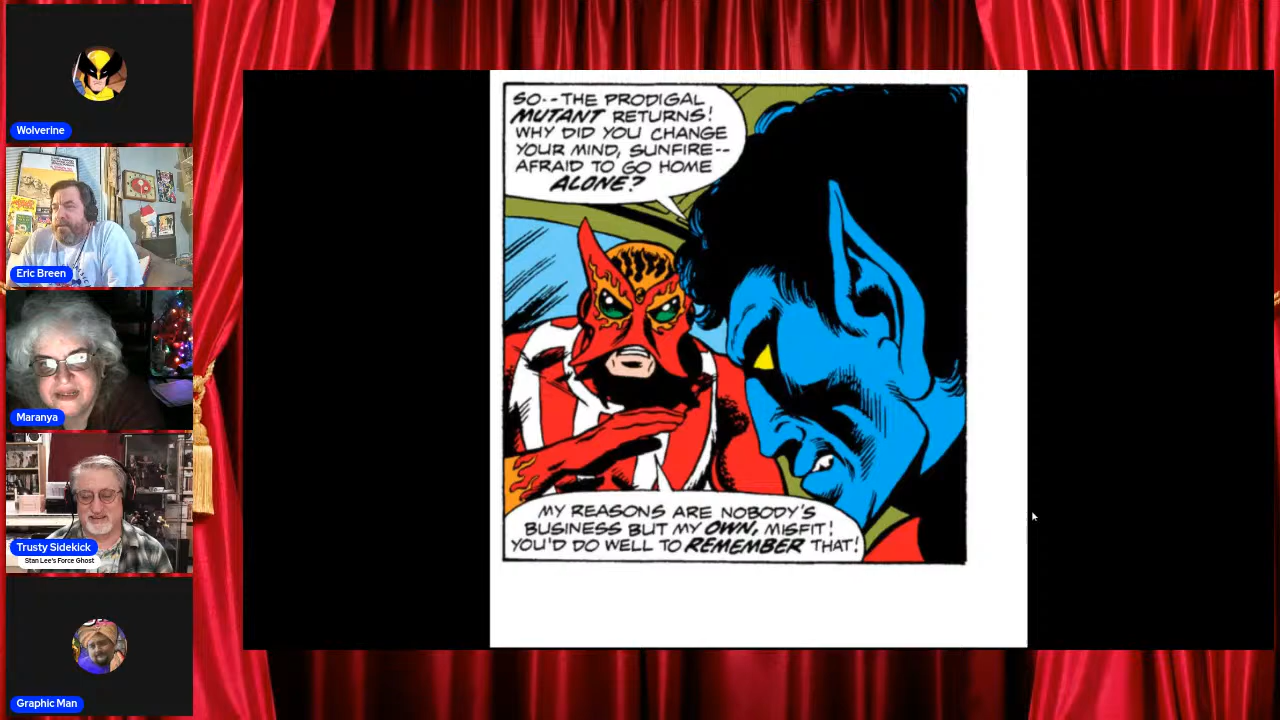 Wolverine
Eric Breen
Maranya
Trusty Sidekick
Stan Lee's Force Ghost
Graphic Man
SO--THE PRODIGAL
MUTANT RETURNS!
WHY DID YOU CHANGE
YOUR MIND, SUNFIRE--
AFRAID TO GO HOME
ALONE?
MY REASONS ARE NOBODY'S
BUSINESS BUT MY OWN, MISFIT!
YOU'D DO WELL TO REMEMBER THAT!